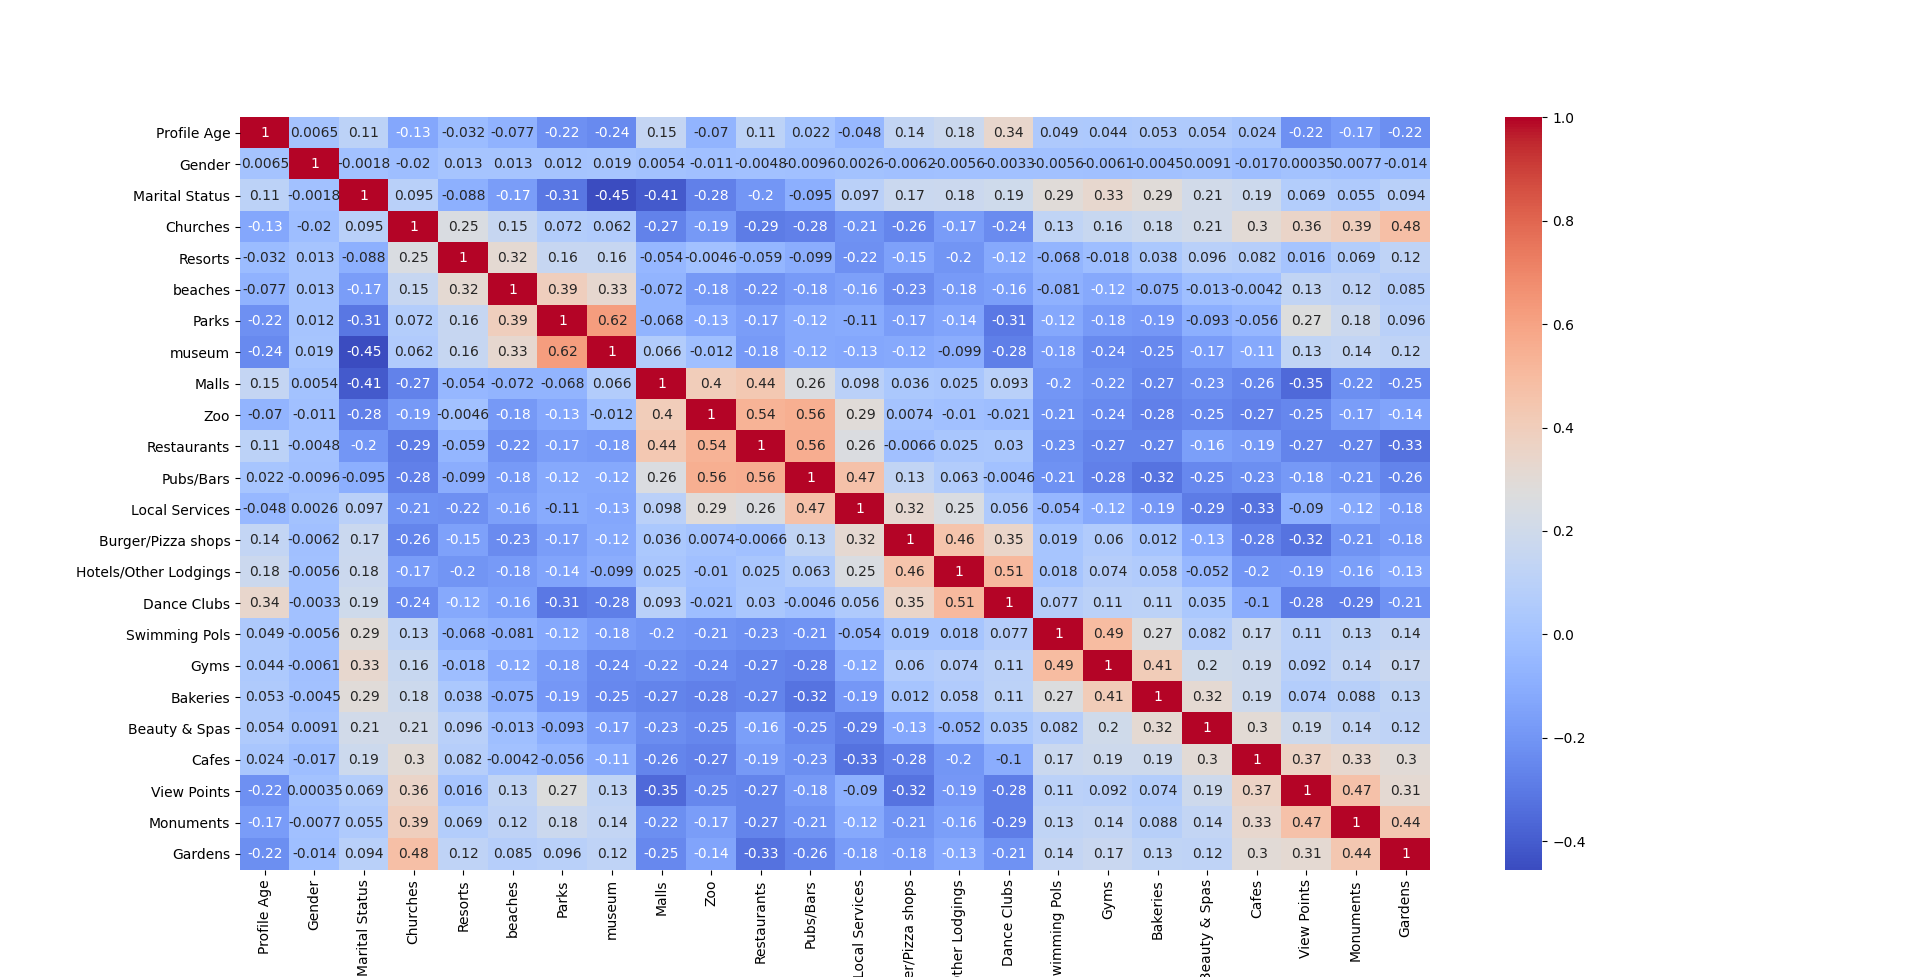 Profile Age 1 0.0065 0.11 -0.13 -0.032 -0.077 -0.22 -0.24 0.15 -0.07 0.11 0.022 -0.048 0.14 0.18 0.34 0.049 0.044 0.053 0.054 0.024 -0.22 -0.17 -0.22
Gender 0.0065 1 -0.0018 -0.02 0.013 0.013 0.012 0.019 0.0054 -0.011 -0.0048 -0.0096 0.0026 -0.0062 -0.0056 -0.0033 -0.0056 -0.0061 -0.0045 0.0091 -0.017 0.00035 -0.0077 -0.014
Marital Status 0.11 -0.0018 1 0.095 -0.088 -0.17 -0.31 -0.45 -0.41 -0.28 -0.2 -0.095 0.097 0.17 0.18 0.19 0.29 0.33 0.29 0.21 0.19 0.069 0.055 0.094
Churches -0.13 -0.02 0.095 1 0.25 0.15 0.072 0.062 -0.27 -0.19 -0.29 -0.28 -0.21 -0.26 -0.17 -0.24 0.13 0.16 0.18 0.21 0.3 0.36 0.39 0.48
Resorts -0.032 0.013 -0.088 0.25 1 0.32 0.16 0.16 -0.054 -0.0046 -0.059 -0.099 -0.22 -0.15 -0.2 -0.12 -0.068 -0.018 0.038 0.096 0.082 0.016 0.069 0.12
beaches -0.077 0.013 -0.17 0.15 0.32 1 0.39 0.33 -0.072 -0.18 -0.22 -0.18 -0.16 -0.23 -0.18 -0.16 -0.081 -0.12 -0.075 -0.013 -0.0042 0.13 0.12 0.085
Parks -0.22 0.012 -0.31 0.072 0.16 0.39 1 0.62 -0.068 -0.13 -0.17 -0.12 -0.11 -0.17 -0.14 -0.31 -0.12 -0.18 -0.19 -0.093 -0.056 0.27 0.18 0.096
museum -0.24 0.019 -0.45 0.062 0.16 0.33 0.62 1 0.066 -0.012 -0.18 -0.12 -0.13 -0.12 -0.099 -0.28 -0.18 -0.24 -0.25 -0.17 -0.11 0.13 0.14 0.12
Malls 0.15 0.0054 -0.41 -0.27 -0.054 -0.072 -0.068 0.066 1 0.4 0.44 0.26 0.098 0.036 0.025 0.093 -0.2 -0.22 -0.27 -0.23 -0.26 -0.35 -0.22 -0.25
Zoo -0.07 -0.011 -0.28 -0.19 -0.0046 -0.18 -0.13 -0.012 0.4 1 0.54 0.56 0.29 0.0074 -0.01 -0.021 -0.21 -0.24 -0.28 -0.25 -0.27 -0.25 -0.17 -0.14
Restaurants 0.11 -0.0048 -0.2 -0.29 -0.059 -0.22 -0.17 -0.18 0.44 0.54 1 0.56 0.26 -0.0066 0.025 0.03 -0.23 -0.27 -0.27 -0.16 -0.19 -0.27 -0.27 -0.33
Pubs/Bars 0.022 -0.0096 -0.095 -0.28 -0.099 -0.18 -0.12 -0.12 0.26 0.56 0.56 1 0.47 0.13 0.063 -0.0046 -0.21 -0.28 -0.32 -0.25 -0.23 -0.18 -0.21 -0.26
Local Services -0.048 0.0026 0.097 -0.21 -0.22 -0.16 -0.11 -0.13 0.098 0.29 0.26 0.47 1 0.32 0.25 0.056 -0.054 -0.12 -0.19 -0.29 -0.33 -0.09 -0.12 -0.18
Burger/Pizza shops 0.14 -0.0062 0.17 -0.26 -0.15 -0.23 -0.17 -0.12 0.036 0.0074 -0.0066 0.13 0.32 1 0.46 0.35 0.019 0.06 0.012 -0.13 -0.28 -0.32 -0.21 -0.18
Hotels/Other Lodgings 0.18 -0.0056 0.18 -0.17 -0.2 -0.18 -0.14 -0.099 0.025 -0.01 0.025 0.063 0.25 0.46 1 0.51 0.018 0.074 0.058 -0.052 -0.2 -0.19 -0.16 -0.13
Dance Clubs 0.34 -0.0033 0.19 -0.24 -0.12 -0.16 -0.31 -0.28 0.093 -0.021 0.03 -0.0046 0.056 0.35 0.51 1 0.077 0.11 0.11 0.035 -0.1 -0.28 -0.29 -0.21
Swimming Pols 0.049 -0.0056 0.29 0.13 -0.068 -0.081 -0.12 -0.18 -0.2 -0.21 -0.23 -0.21 -0.054 0.019 0.018 0.077 1 0.49 0.27 0.082 0.17 0.11 0.13 0.14
Gyms 0.044 -0.0061 0.33 0.16 -0.018 -0.12 -0.18 -0.24 -0.22 -0.24 -0.27 -0.28 -0.12 0.06 0.074 0.11 0.49 1 0.41 0.2 0.19 0.092 0.14 0.17
Bakeries 0.053 -0.0045 0.29 0.18 0.038 -0.075 -0.19 -0.25 -0.27 -0.28 -0.27 -0.32 -0.19 0.012 0.058 0.11 0.27 0.41 1 0.32 0.19 0.074 0.088 0.13
Beauty & Spas 0.054 0.0091 0.21 0.21 0.096 -0.013 -0.093 -0.17 -0.23 -0.25 -0.16 -0.25 -0.29 -0.13 -0.052 0.035 0.082 0.2 0.32 1 0.3 0.19 0.14 0.12
Cafes 0.024 -0.017 0.19 0.3 0.082 -0.0042 -0.056 -0.11 -0.26 -0.27 -0.19 -0.23 -0.33 -0.28 -0.2 -0.1 0.17 0.19 0.19 0.3 1 0.37 0.33 0.3
View Points -0.22 0.00035 0.069 0.36 0.016 0.13 0.27 0.13 -0.35 -0.25 -0.27 -0.18 -0.09 -0.32 -0.19 -0.28 0.11 0.092 0.074 0.19 0.37 1 0.47 0.31
Monuments -0.17 -0.0077 0.055 0.39 0.069 0.12 0.18 0.14 -0.22 -0.17 -0.27 -0.21 -0.12 -0.21 -0.16 -0.29 0.13 0.14 0.088 0.14 0.33 0.47 1 0.44
Gardens -0.22 -0.014 0.094 0.48 0.12 0.085 0.096 0.12 -0.25 -0.14 -0.33 -0.26 -0.18 -0.18 -0.13 -0.21 0.14 0.17 0.13 0.12 0.3 0.31 0.44 1
Profile Age
Gender
Marital Status
Churches
Resorts
beaches
Parks
museum
Malls
Zoo
Restaurants
Pubs/Bars
Local Services
er/Pizza shops
ther Lodgings
Dance Clubs
wimming Pols
Gyms
Bakeries
Beauty & Spas
Cafes
View Points
Monuments
Gardens
1.0
0.8
0.6
0.4
0.2
0.0
−0.2
−0.4